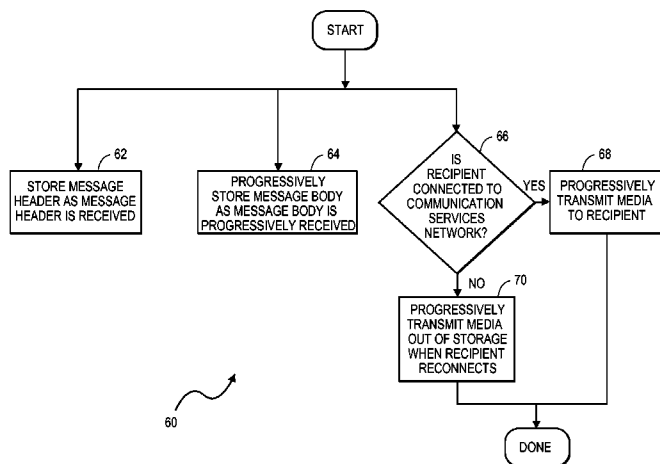 START
62
STORE MESSAGE
HEADER AS MESSAGE
HEADER IS RECEIVED
64
PROGRESSIVELY
STORE MESSAGE BODY
AS MESSAGE BODY IS
PROGRESSIVELY RECEIVED
66
IS
RECIPIENT
CONNECTED TO
COMMUNICATION
SERVICES
NETWORK?
YES
68
PROGRESSIVELY
TRANSMIT MEDIA
TO RECIPIENT
NO
70
PROGRESSIVELY
TRANSMIT MEDIA
OUT OF STORAGE
WHEN RECIPIENT
RECONNECTS
60
DONE